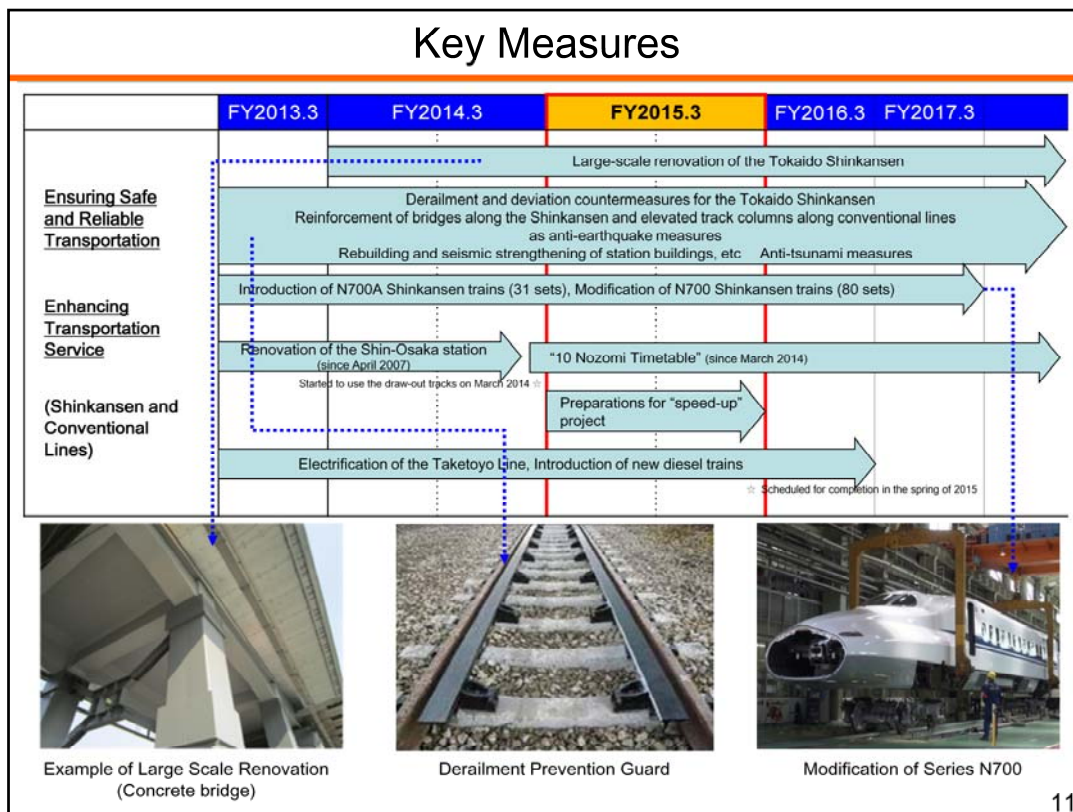 Key Measures
FY2013.3 FY2014.3 FY2015.3 FY2016.3 FY2017.3
Large-scale renovation of the Tokaido Shinkansen
Ensuring Safe
and Reliable
Transportation
Derailment and deviation countermeasures for the Tokaido Shinkansen
Reinforcement of bridges along the Shinkansen and elevated track columns along conventional lines
as anti-earthquake measures
Rebuilding and seismic strengthening of station buildings, etc Anti-tsunami measures
Introduction of N700A Shinkansen trains (31 sets), Modification of N700 Shinkansen trains (80 sets)
Enhancing
Transportation
Service
Renovation of the Shin-Osaka station
(since April 2007)
“10 Nozomi Timetable” (since March 2014)
Started to use the draw-out tracks on March 2014 ☆
(Shinkansen and
Conventional
Lines)
Preparations for “speed-up”
project
Electrification of the Taketoyo Line, Introduction of new diesel trains
☆ Scheduled for completion in the spring of 2015
Example of Large Scale Renovation
(Concrete bridge)
Derailment Prevention Guard
Modification of Series N700
11